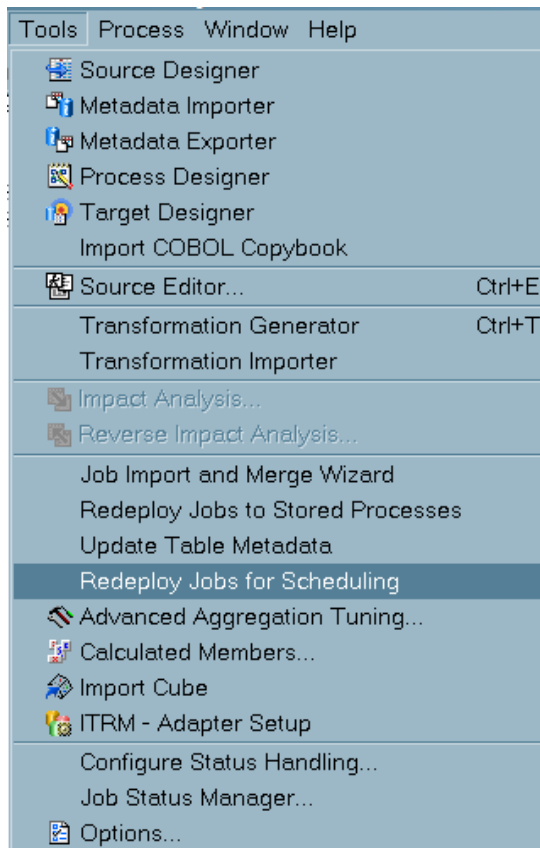 Tools Process Window Help
Source Designer
Metadata Importer
Metadata Exporter
Process Designer
Target Designer
Import COBOL Copybook
Source Editor... Ctrl+E
Transformation Generator Ctrl+T
Transformation Importer
Impact Analysis...
Reverse Impact Analysis...
Job Import and Merge Wizard
Redeploy Jobs to Stored Processes
Update Table Metadata
Redeploy Jobs for Scheduling
Advanced Aggregation Tuning...
Calculated Members...
Import Cube
ITRM - Adapter Setup
Configure Status Handling...
Job Status Manager...
Options...